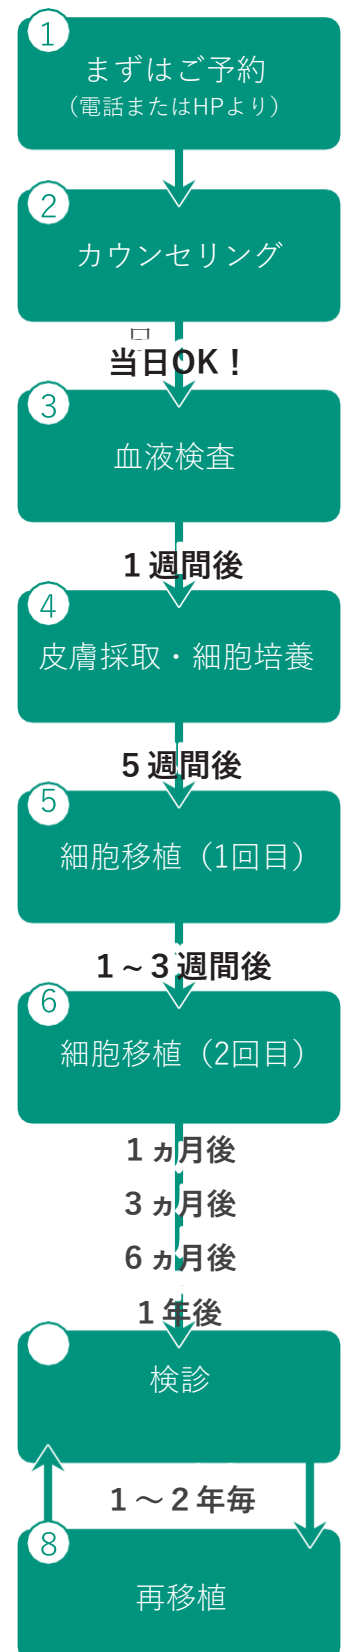 1
まずはご予約
（電話またはHPより）
2
カウンセリング
当日OK！
3
血液検査
1週間後
4
皮膚採取・細胞培養
5週間後
5
細胞移植（1回目）
1~3週間後
6
細胞移植（2回目）
1ヵ月後
3ヵ月後
6ヵ月後
1年後
検診
1～2年毎
8
再移植